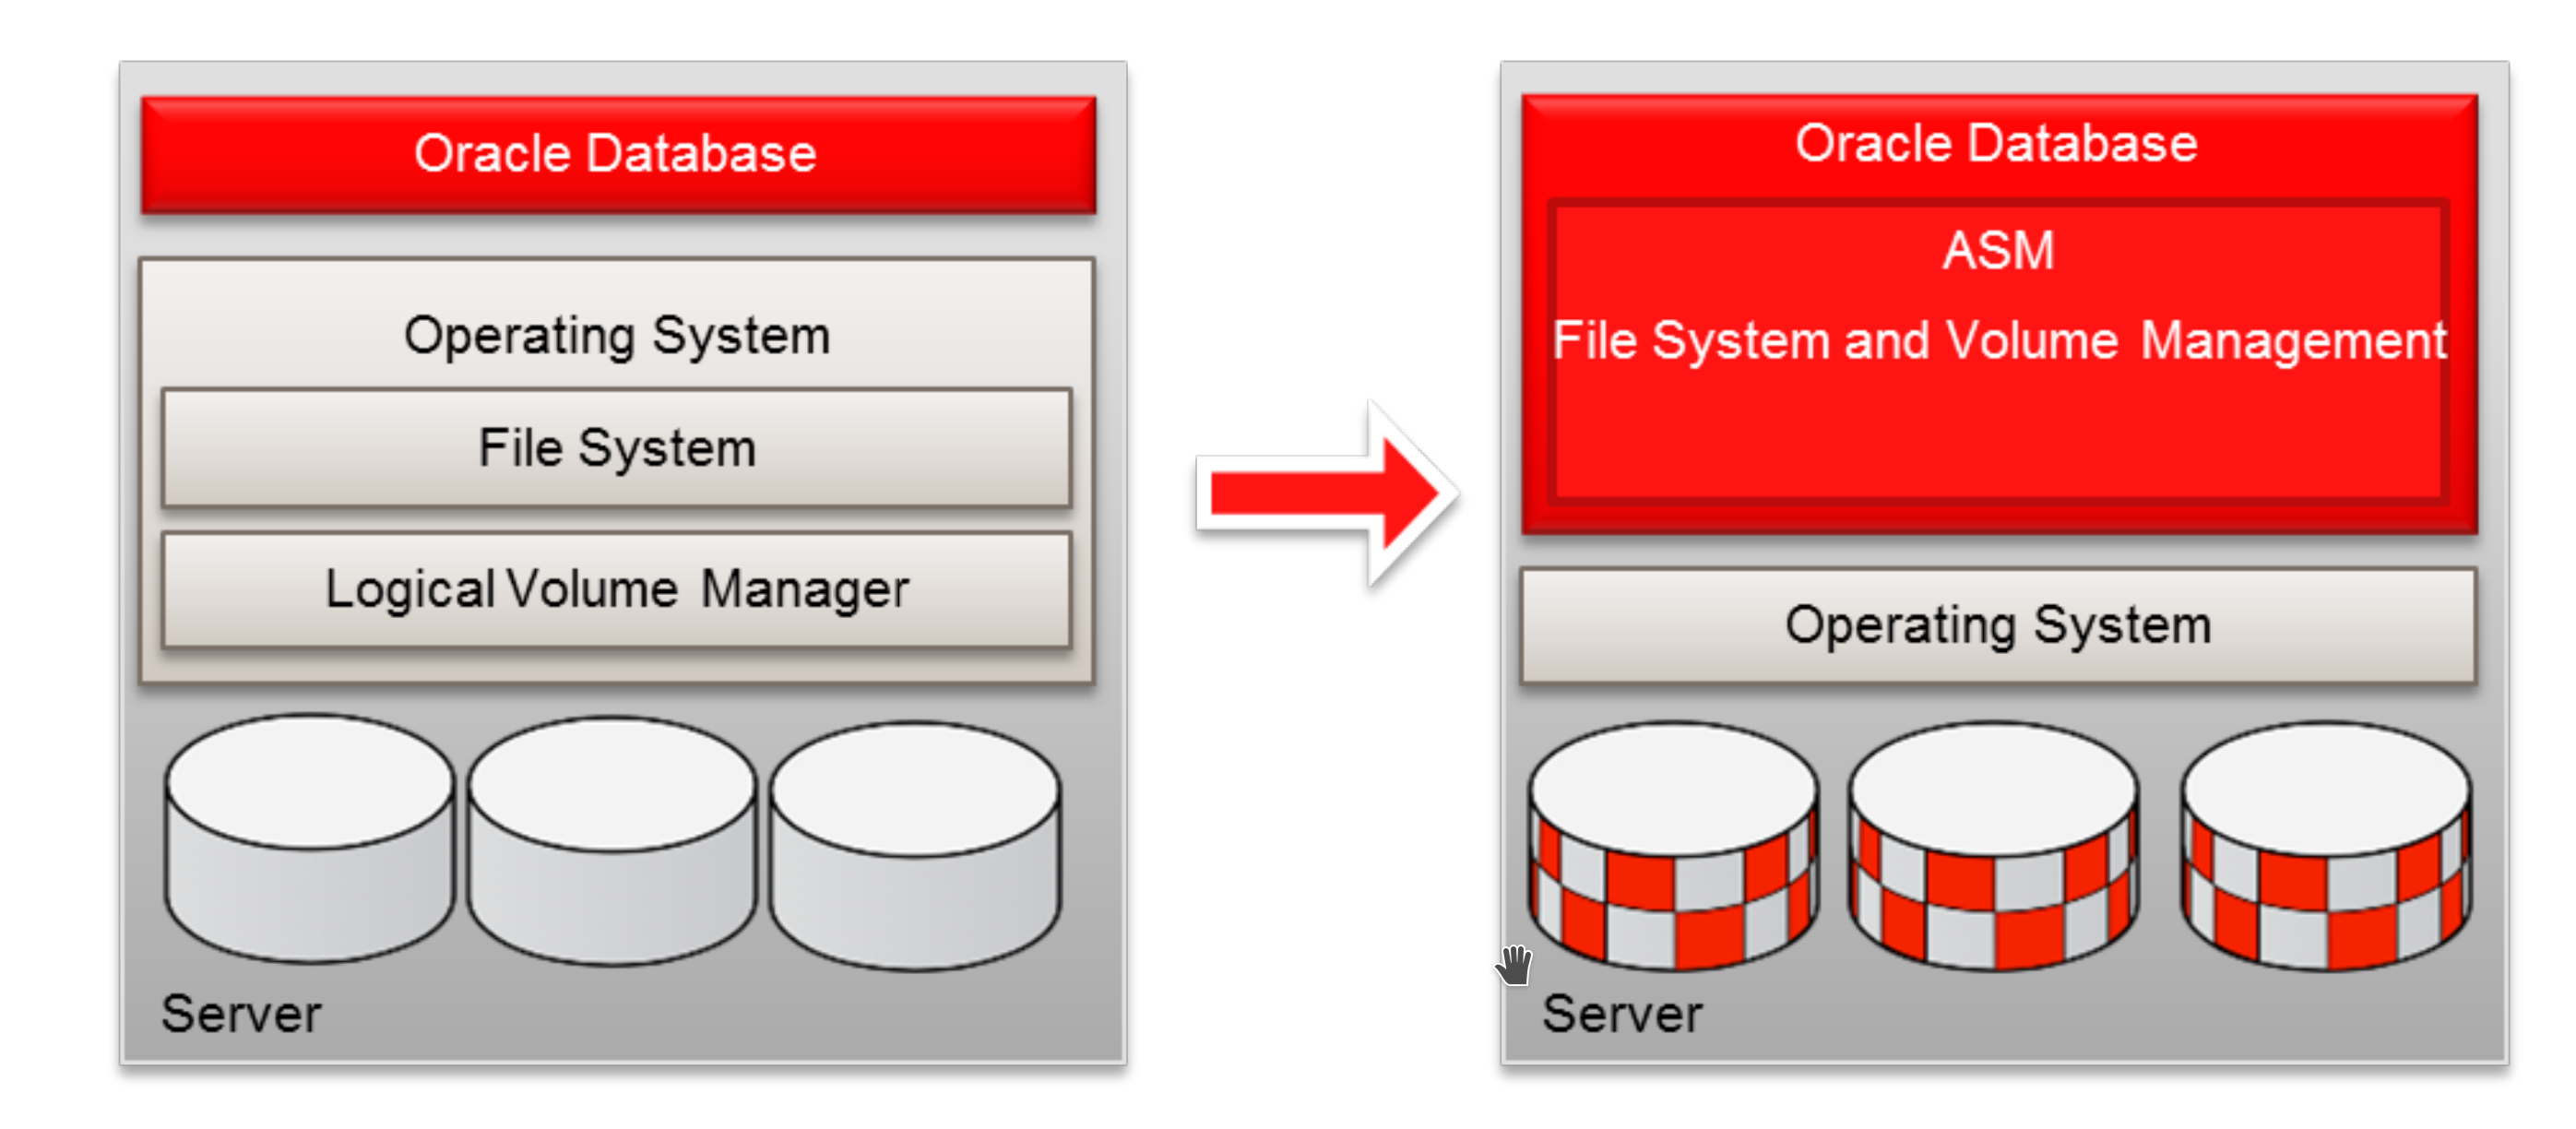 Oracle Database
Operating System
File System
Logical Volume Manager
Server
Oracle Database
ASM
File System and Volume Management
Operating System
Server